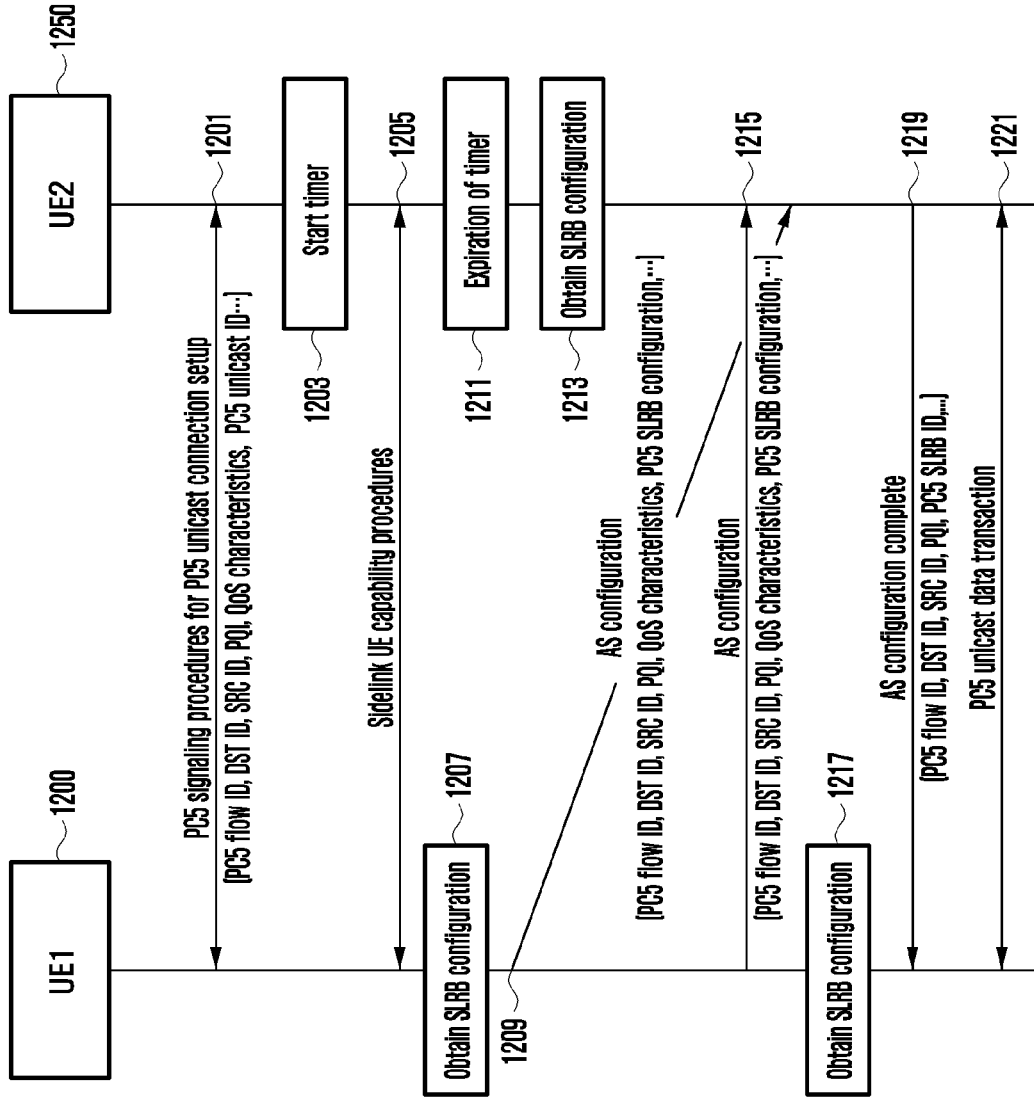 UE1
1200
UE2
1250
PC5 signaling procedures for PC5 unicast connection setup
(PC5 flow ID, DST ID, SRC ID, PQI, QoS characteristics, PC5 unicast ID…)
1201
Start timer
1203
Sidelink UE capability procedures
1205
Obtain SLRB configuration
1207
1209
Expiration of timer
1211
Obtain SLRB configuration
1213
AS configuration
(PC5 flow ID, DST ID, SRC ID, PQI, QoS characteristics, PC5 SLRB configuration,…)
AS configuration
(PC5 flow ID, DST ID, SRC ID, PQI, QoS characteristics, PC5 SLRB configuration,…)
1215
Obtain SLRB configuration
1217
AS configuration complete
(PC5 flow ID, DST ID, SRC ID, PQI, PC5 SLRB ID,…)
1219
PC5 unicast data transaction
1221